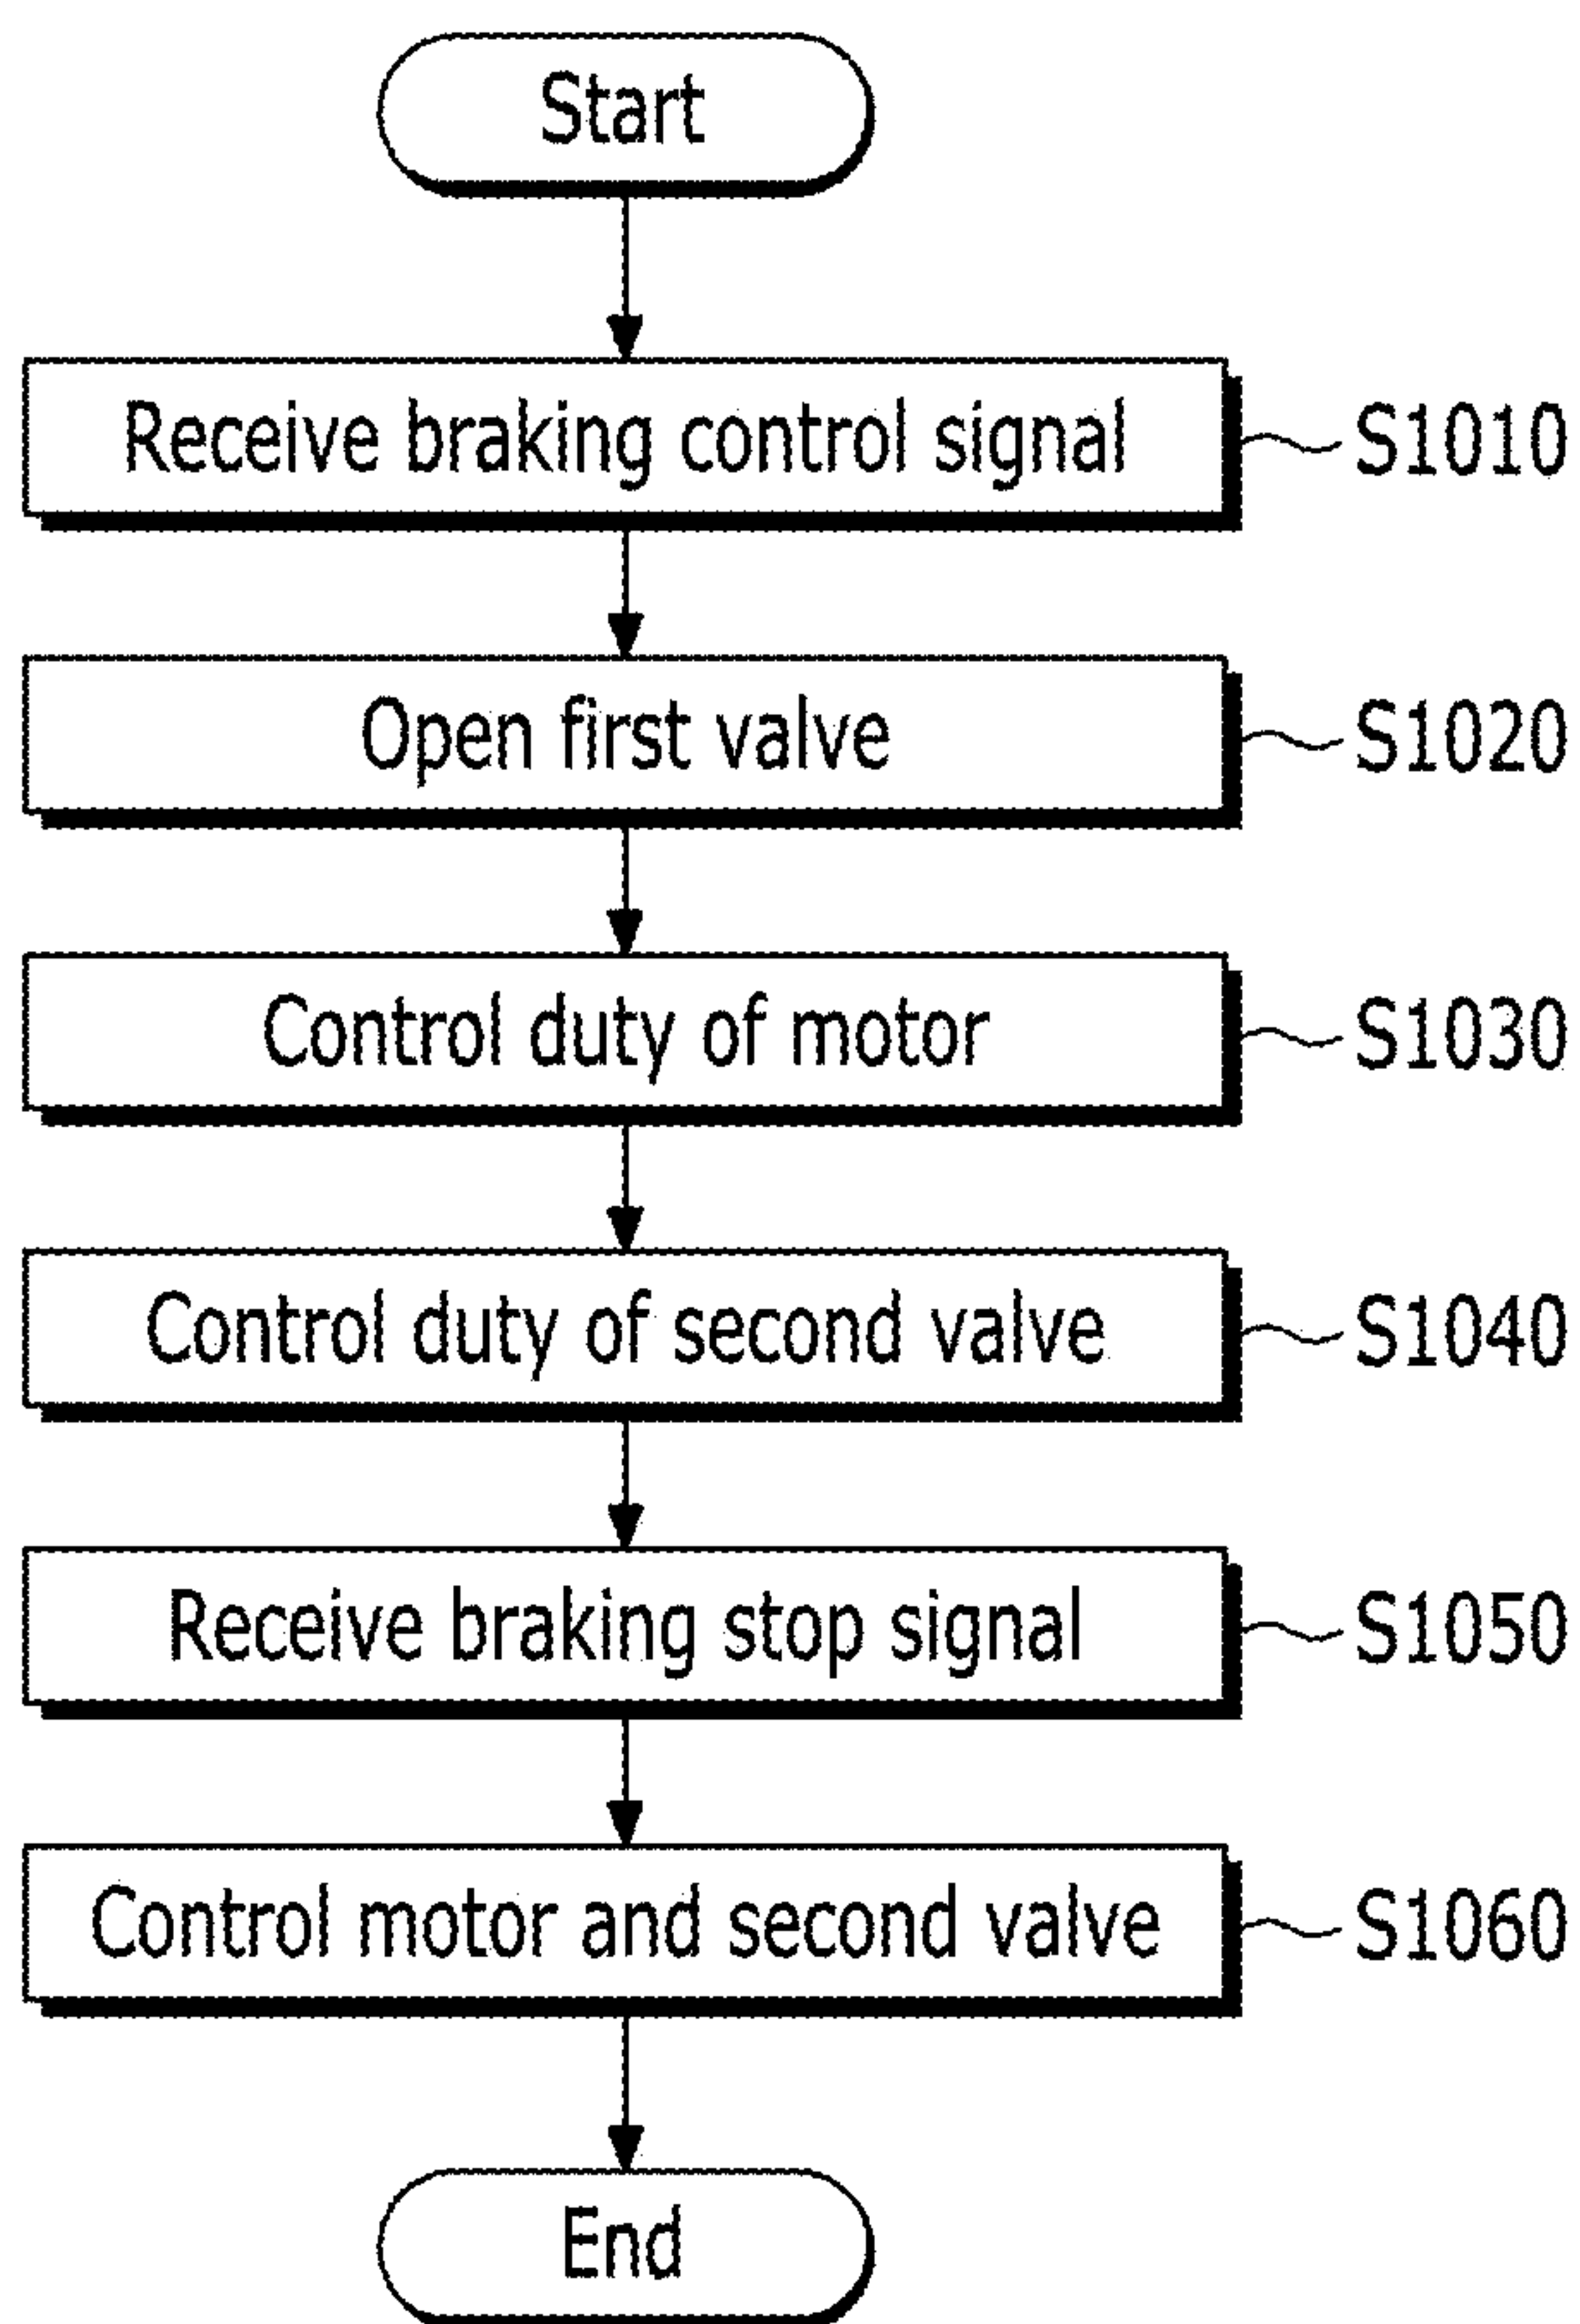 Start
Receive braking control signal
S1010
Open first valve
S1020
Control duty of motor
S1030
Control duty of second valve
S1040
Receive braking stop signal
S1050
Control motor and second valve
S1060
End